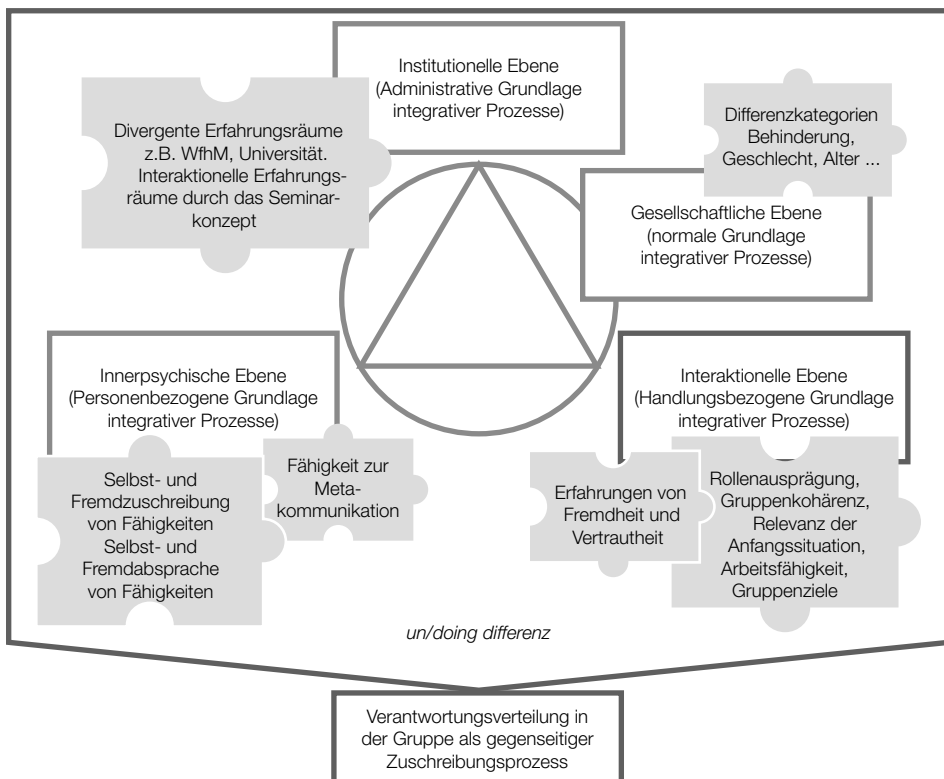 Institutionelle Ebene
(Administrative Grundlage
integrativer Prozesse)
Divergente Erfahrungsräume
z.B. WfhM, Universität.
Interaktionelle Erfahrungs-
räume durch das Seminar-
konzept
Differenzkategorien
Behinderung,
Geschlecht, Alter ...
Gesellschaftliche Ebene
(normale Grundlage
integrativer Prozesse)
Innerpsychische Ebene
(Personenbezogene Grundlage
integrativer Prozesse)
Selbst- und
Fremdzuschreibung
von Fähigkeiten
Selbst- und
Fremdabsprache
von Fähigkeiten
Fähigkeit zur
Meta-
kommunikation
Interaktionelle Ebene
(Handlungsbezogene Grundlage
integrativer Prozesse)
Erfahrungen von
Fremdheit und
Vertrautheit
Rollenausprägung,
Gruppenkohärenz,
Relevanz der
Anfangssituation,
Arbeitsfähigkeit,
Gruppenziele
un/doing differenz
Verantwortungsverteilung in
der Gruppe als gegenseitiger
Zuschreibungsprozess